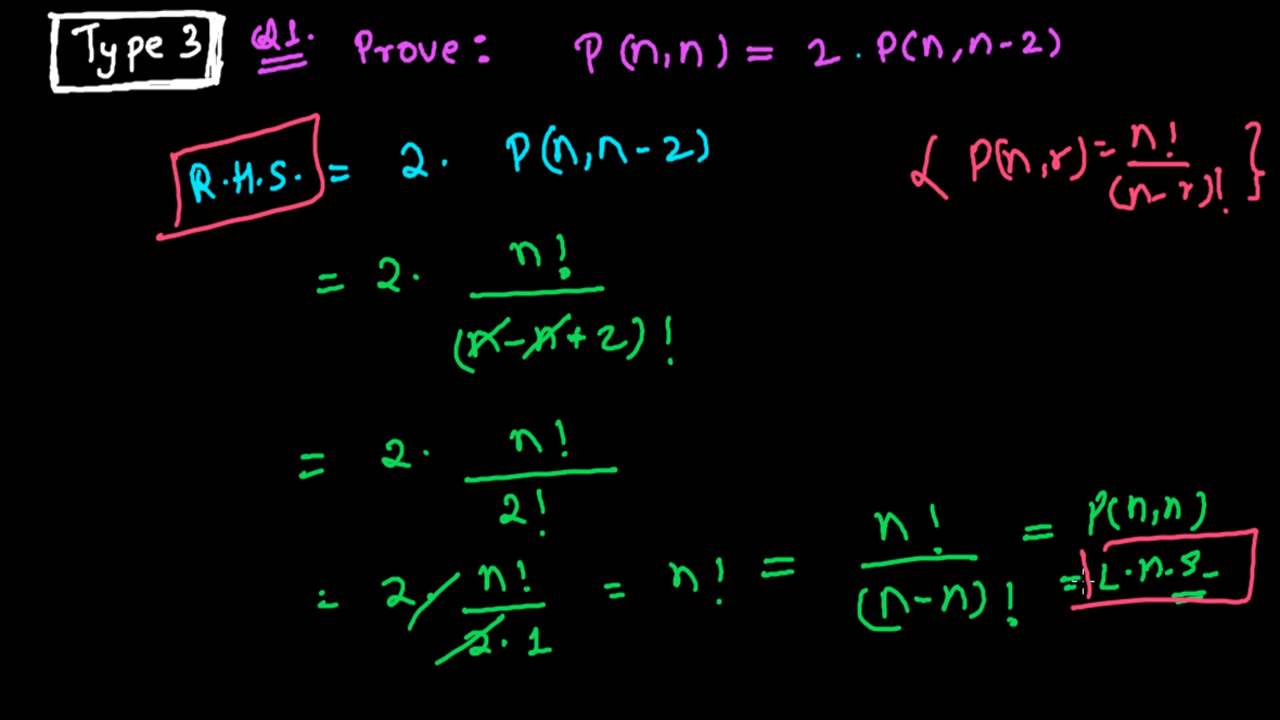 Type 3 Q1. Prove: P(n,n) = 2 . P(n,n-2)
R.H.S. = 2. P(n,n-2) { P(n,r) = n!/(n-r)! }
= 2. n!/(n-n+2)!
= 2. n!/2!
= 2 n!/2.1 = n! = n!/(n-n)! = P(n,n)
= L.n.s.